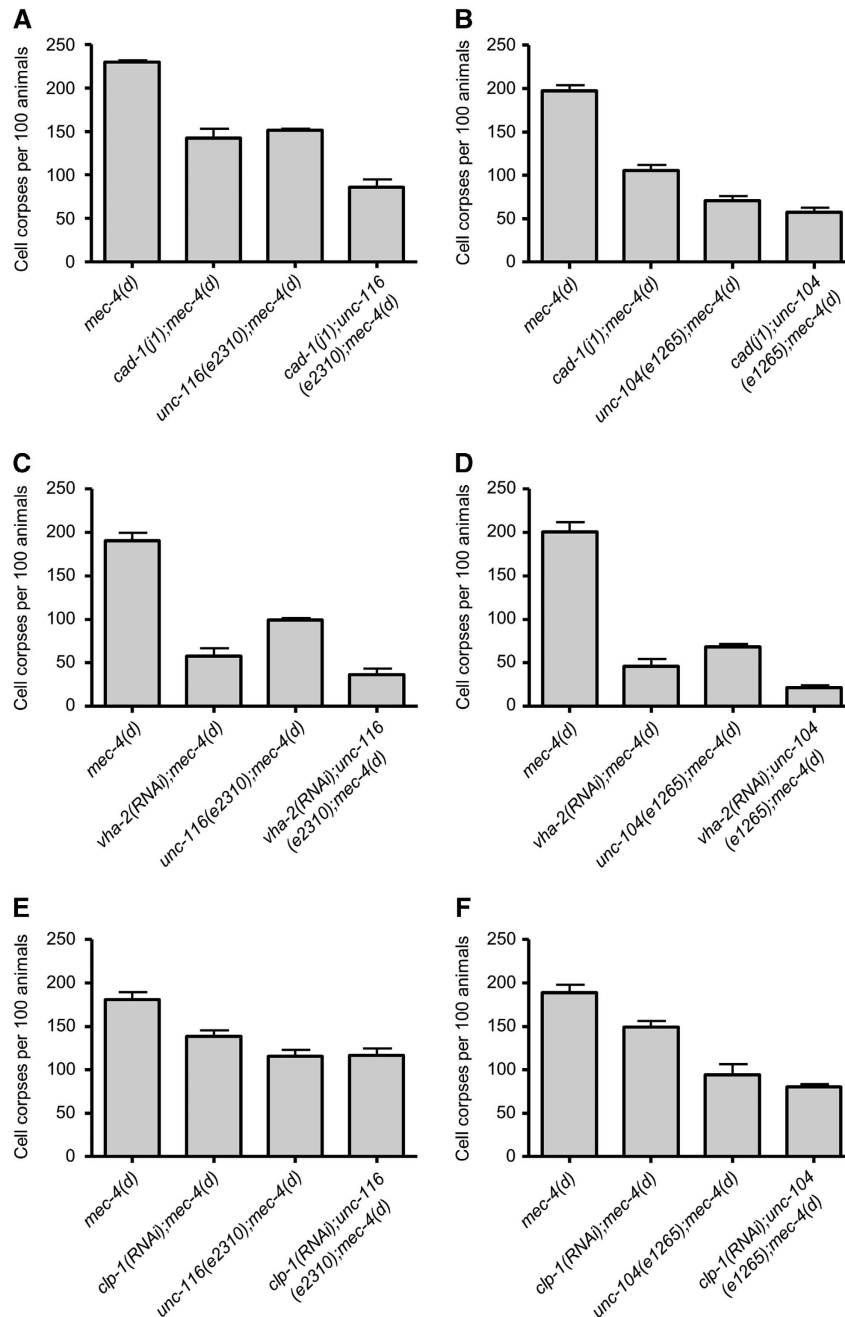 A
Cell corpses per 100 animals
250
200
150
100
50
0
mec-4(d)
cad-1(j1);mec-4(d)
unc-116(e2310);mec-4(d)
cad-1(j1);unc-116
(e2310);mec-4(d)
B
Cell corpses per 100 animals
250
200
150
100
50
0
mec-4(d)
cad-1(j1);mec-4(d)
unc-104(e1265);mec-4(d)
cad(j1);unc-104
(e1265);mec-4(d)
C
Cell corpses per 100 animals
250
200
150
100
50
0
mec-4(d)
vha-2(RNAi);mec-4(d)
unc-116(e2310);mec-4(d)
vha-2(RNAi);unc-116
(e2310);mec-4(d)
D
Cell corpses per 100 animals
250
200
150
100
50
0
mec-4(d)
vha-2(RNAi);mec-4(d)
unc-104(e1265);mec-4(d)
vha-2(RNAi);unc-104
(e1265);mec-4(d)
E
Cell corpses per 100 animals
250
200
150
100
50
0
mec-4(d)
clp-1(RNAi);mec-4(d)
unc-116(e2310);mec-4(d)
clp-1(RNAi);unc-116
(e2310);mec-4(d)
F
Cell corpses per 100 animals
250
200
150
100
50
0
mec-4(d)
clp-1(RNAi);mec-4(d)
unc-104(e1265);mec-4(d)
clp-1(RNAi);unc-104
(e1265);mec-4(d)